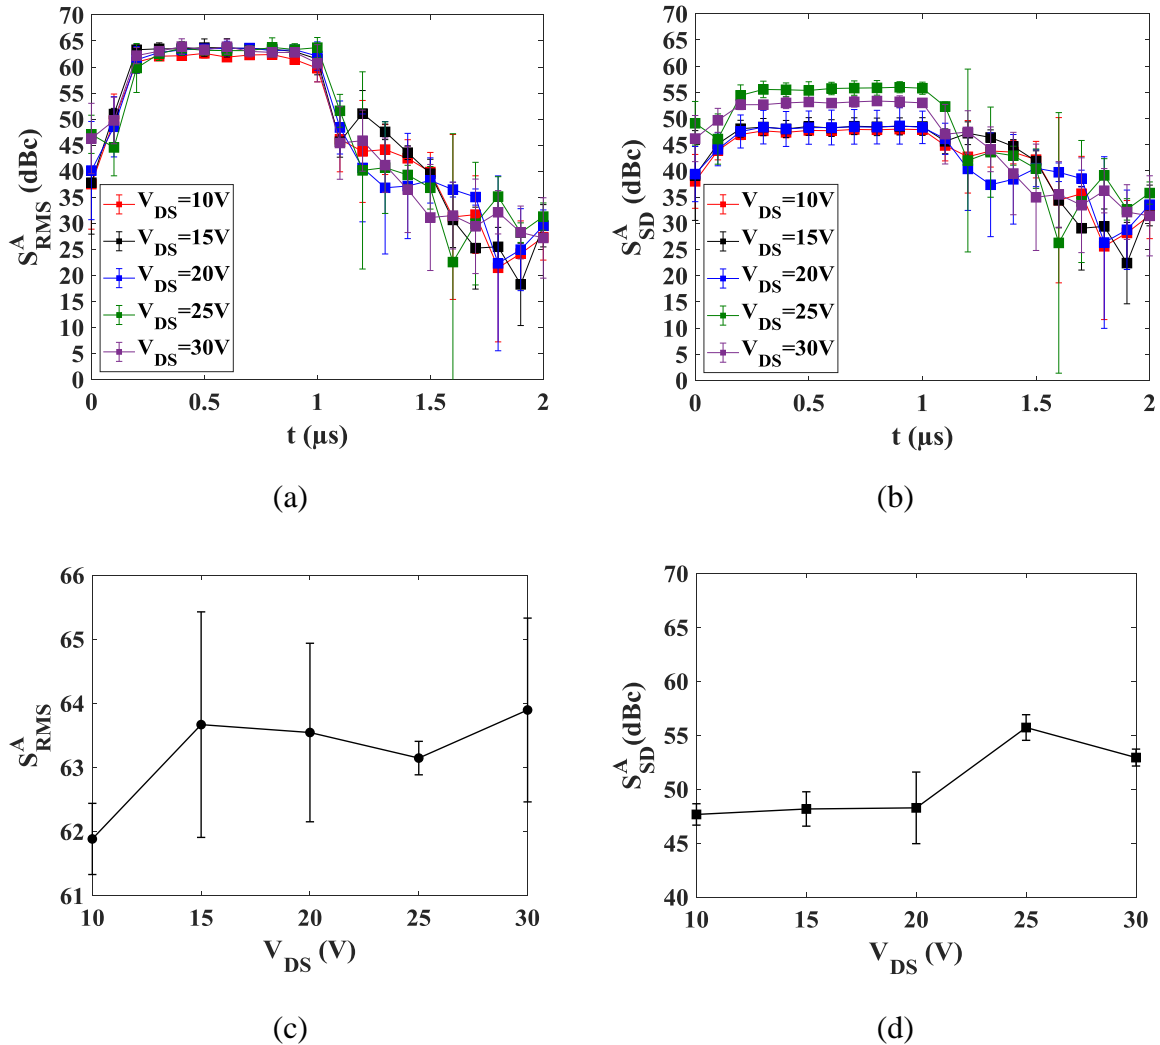 70
65
60
55
50
45
40
35
30
25
20
15
10
5
0
S^A_RMS (dBc)
V_DS=10V
V_DS=15V
V_DS=20V
V_DS=25V
V_DS=30V
0 0.5 1 1.5 2
t (µs)
(a)
70
65
60
55
50
45
40
35
30
25
20
15
10
5
0
S^A_SD (dBc)
V_DS=10V
V_DS=15V
V_DS=20V
V_DS=25V
V_DS=30V
0 0.5 1 1.5 2
t (µs)
(b)
66
65
64
63
62
61
S^A_RMS
10 15 20 25 30
V_DS (V)
(c)
70
65
60
55
50
45
40
S^A_SD(dBc)
10 15 20 25 30
V_DS (V)
(d)